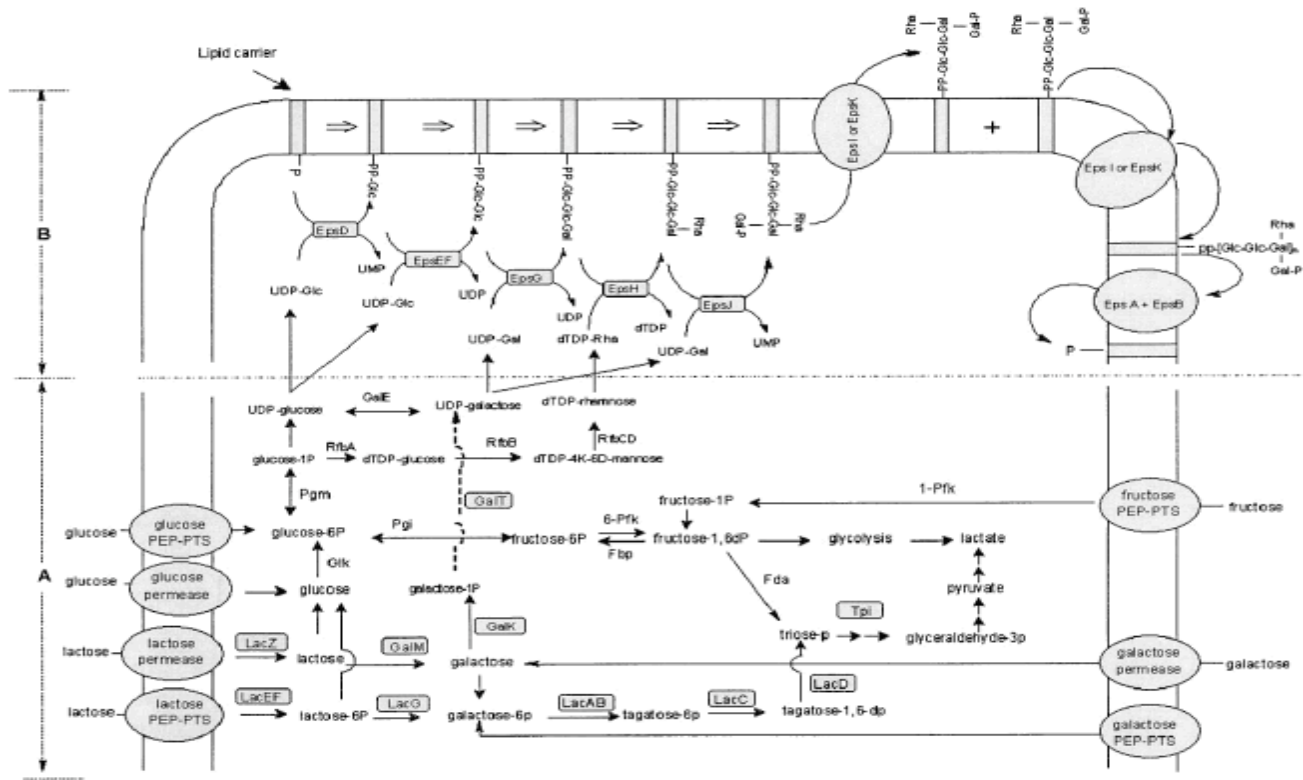 Rha
Gal-P
PP-Glc-Glc-Gal
Rha
Gal-P
PP-Glc-Glc-Gal
Lipid carrier
Eps I or EpsK
+
Eps I or EpsK
B
P
PP-Glc
PP-Glc-Glc
PP-Glc-Glc-Gal
PP-Glc-Glc-Gal
Rha
PP-Glc-Glc-Gal
Gal-P
Rha
Rha
pp-[Glc-Glc-Gal]
Gal-P
EpsD
EpsEF
EpsG
EpsH
EpsJ
Eps A + EpsB
UDP-Glc
UMP
UDP-Glc
UDP
UDP-Gal
UDP
dTDP-Rha
dTDP
UDP-Gal
UMP
P
UDP-glucose
GalE
UDP-galactose
dTDP-rhamnose
glucose-1P
RfbA
dTDP-glucose
RfbB
dTDP-4K-6D-mannose
RfbCD
Pgm
GalT
fructose-1P
1-Pfk
fructose
PEP-PTS
fructose
glucose
glucose
PEP-PTS
glucose-6P
Pgi
fructose-6P
6-Pfk
Fbp
fructose-1,6dP
glycolysis
lactate
A
glucose
glucose
permease
Glk
glucose
galactose-1P
Fda
pyruvate
GalK
Tpi
triose-p
glyceraldehyde-3p
lactose
lactose
permease
LacZ
lactose
GalM
galactose
galactose
permease
galactose
LacD
lactose
lactose
PEP-PTS
LacEF
lactose-6P
LacG
galactose-6p
LacAB
tagatose-6p
LacC
tagatose-1,6-dp
galactose
PEP-PTS